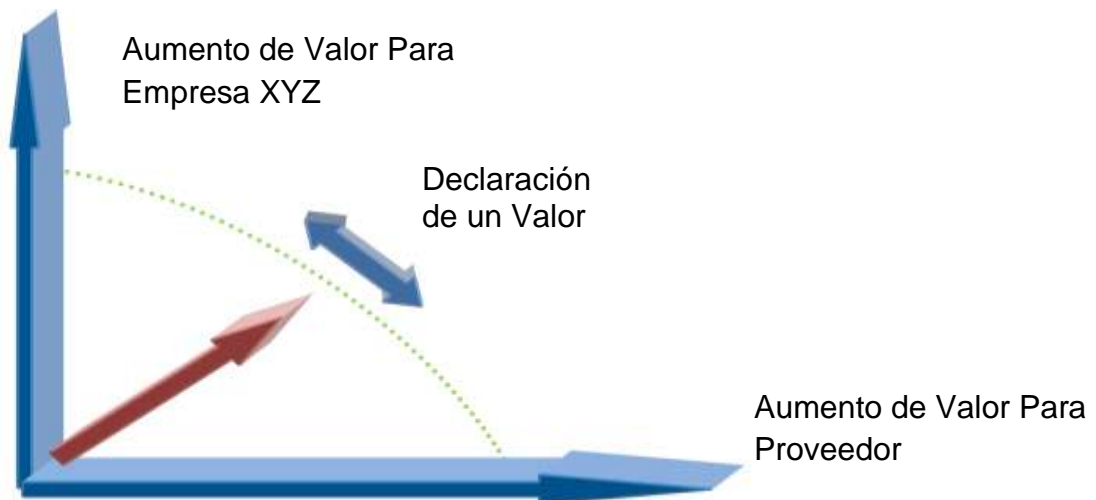 Aumento de Valor Para
Empresa XYZ
Declaración
de un Valor
Aumento de Valor Para
Proveedor